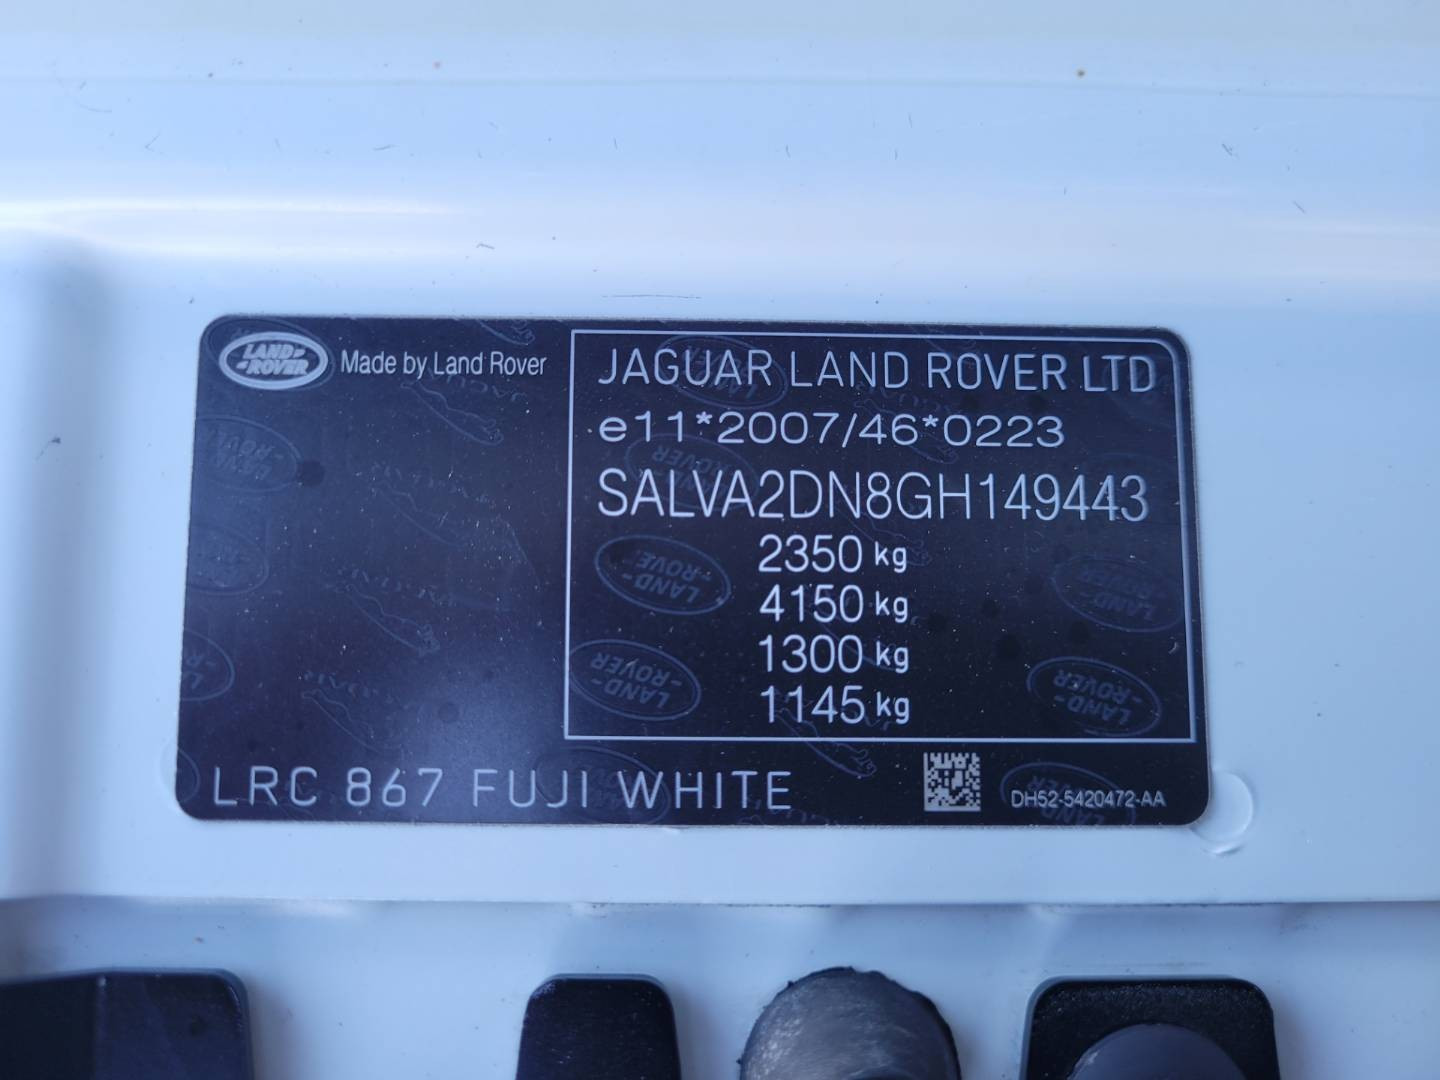 LAND-
-ROVER
Made by Land Rover
JAGUAR LAND ROVER LTD
e11*2007/46*0223
SALVA2DN8GH149443
2350 kg
4150 kg
1300 kg
1145 kg
LRC 867 FUJI WHITE
DH52-5420472-AA